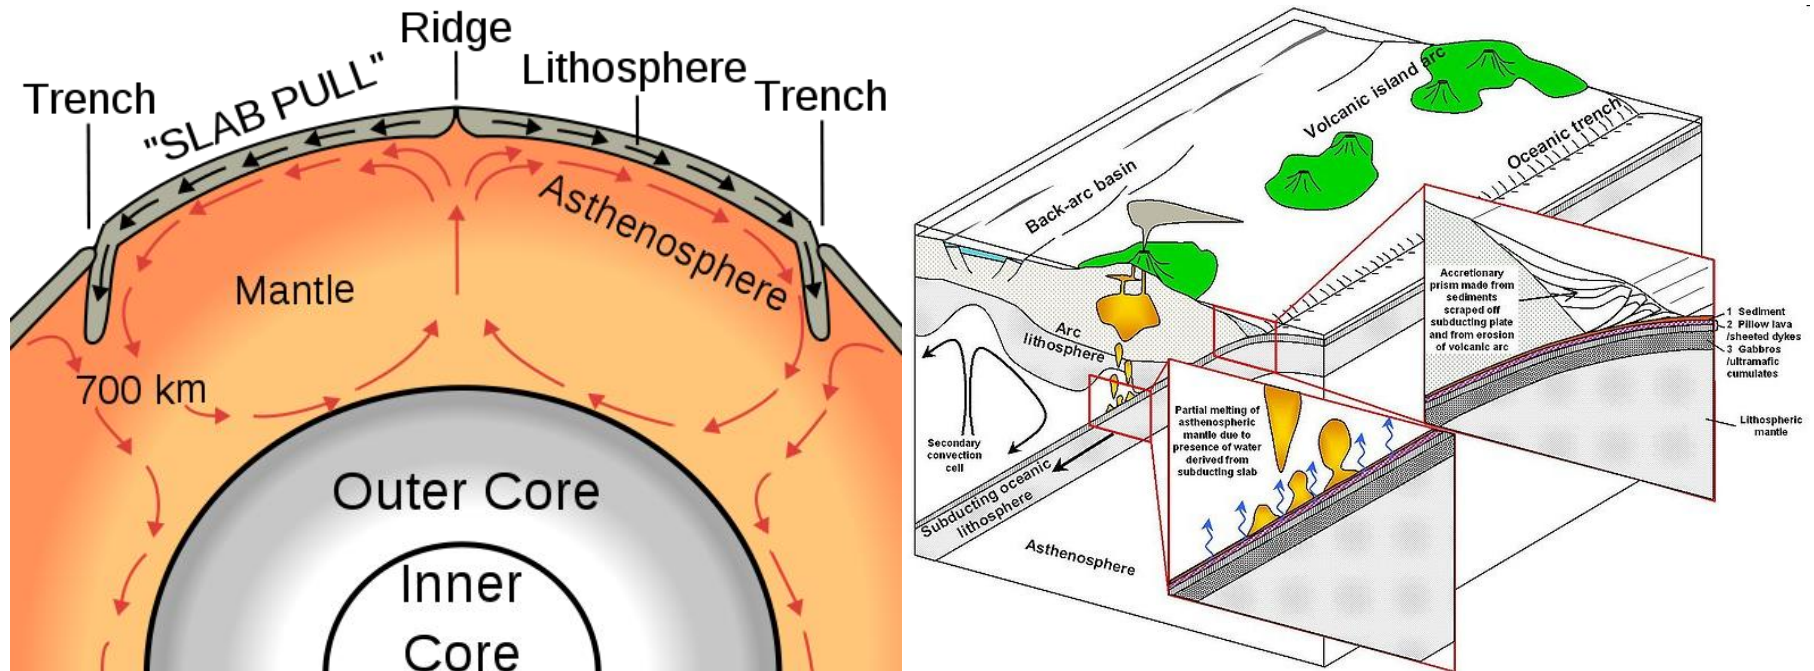 Ridge
Lithosphere
Trench
"SLAB PULL"
Trench
Asthenosphere
Mantle
700 km
Outer Core
Inner
Core
Volcanic island arc
Oceanic trench
Back-arc basin
Arc
lithosphere
Accretionary
prism made from
sediments
scraped off
subducting plate
and from erosion
of volcanic arc
1 Sediment
2 Pillow lava
/sheeted dykes
3 Gabbros
/ultramafic
cumulates
Lithospheric
mantle
Partial melting of
asthenospheric
mantle due to
presence of water
derived from
subducting slab
Secondary
convection
cell
Subducting oceanic
lithosphere
Asthenosphere